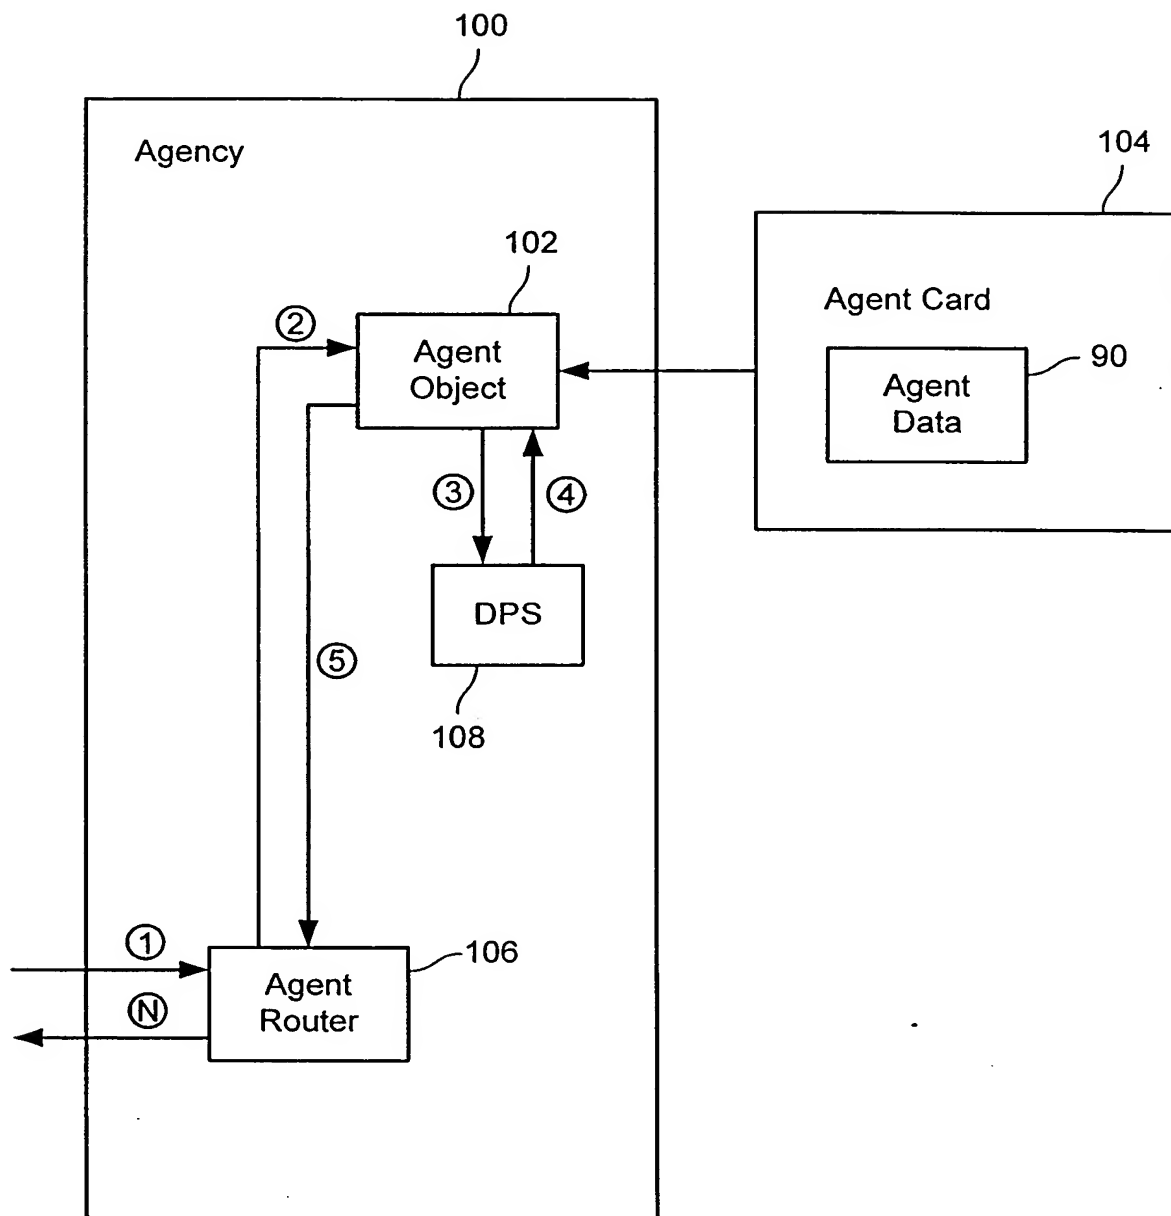 100
Agency
104
102
Agent Card
②
Agent
Object
90
Agent
Data
③
④
DPS
⑤
108
①
106
Agent
Router
Ⓝ